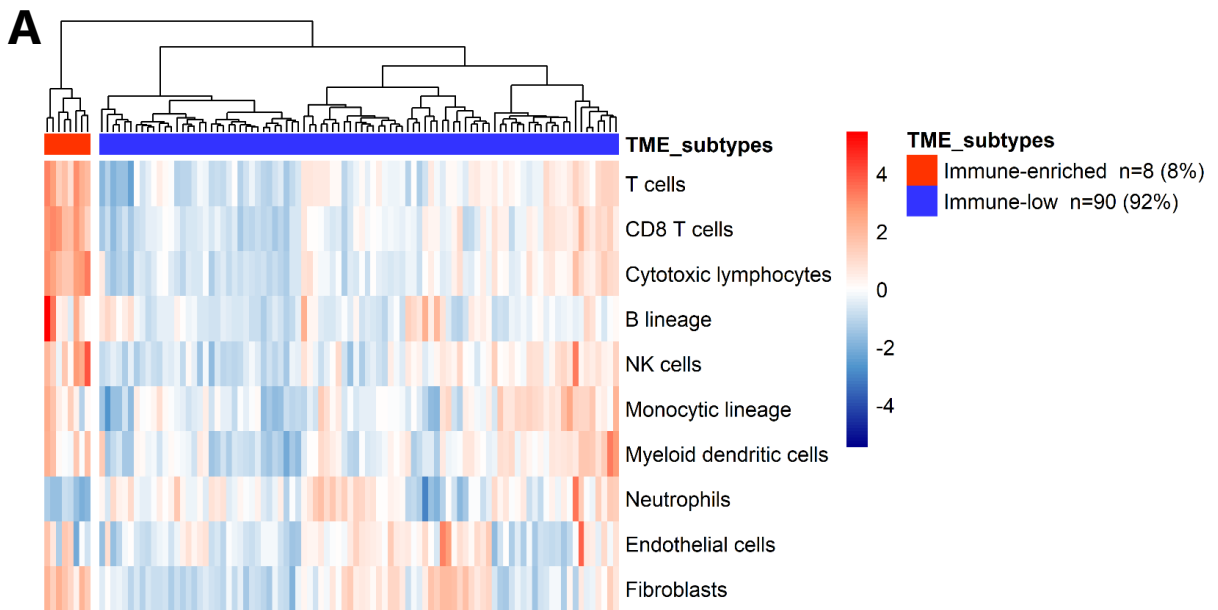 A
TME_subtypes
T cells
CD8 T cells
Cytotoxic lymphocytes
B lineage
NK cells
Monocytic lineage
Myeloid dendritic cells
Neutrophils
Endothelial cells
Fibroblasts
4
2
0
-2
-4
TME_subtypes
Immune-enriched n=8 (8%)
Immune-low n=90 (92%)